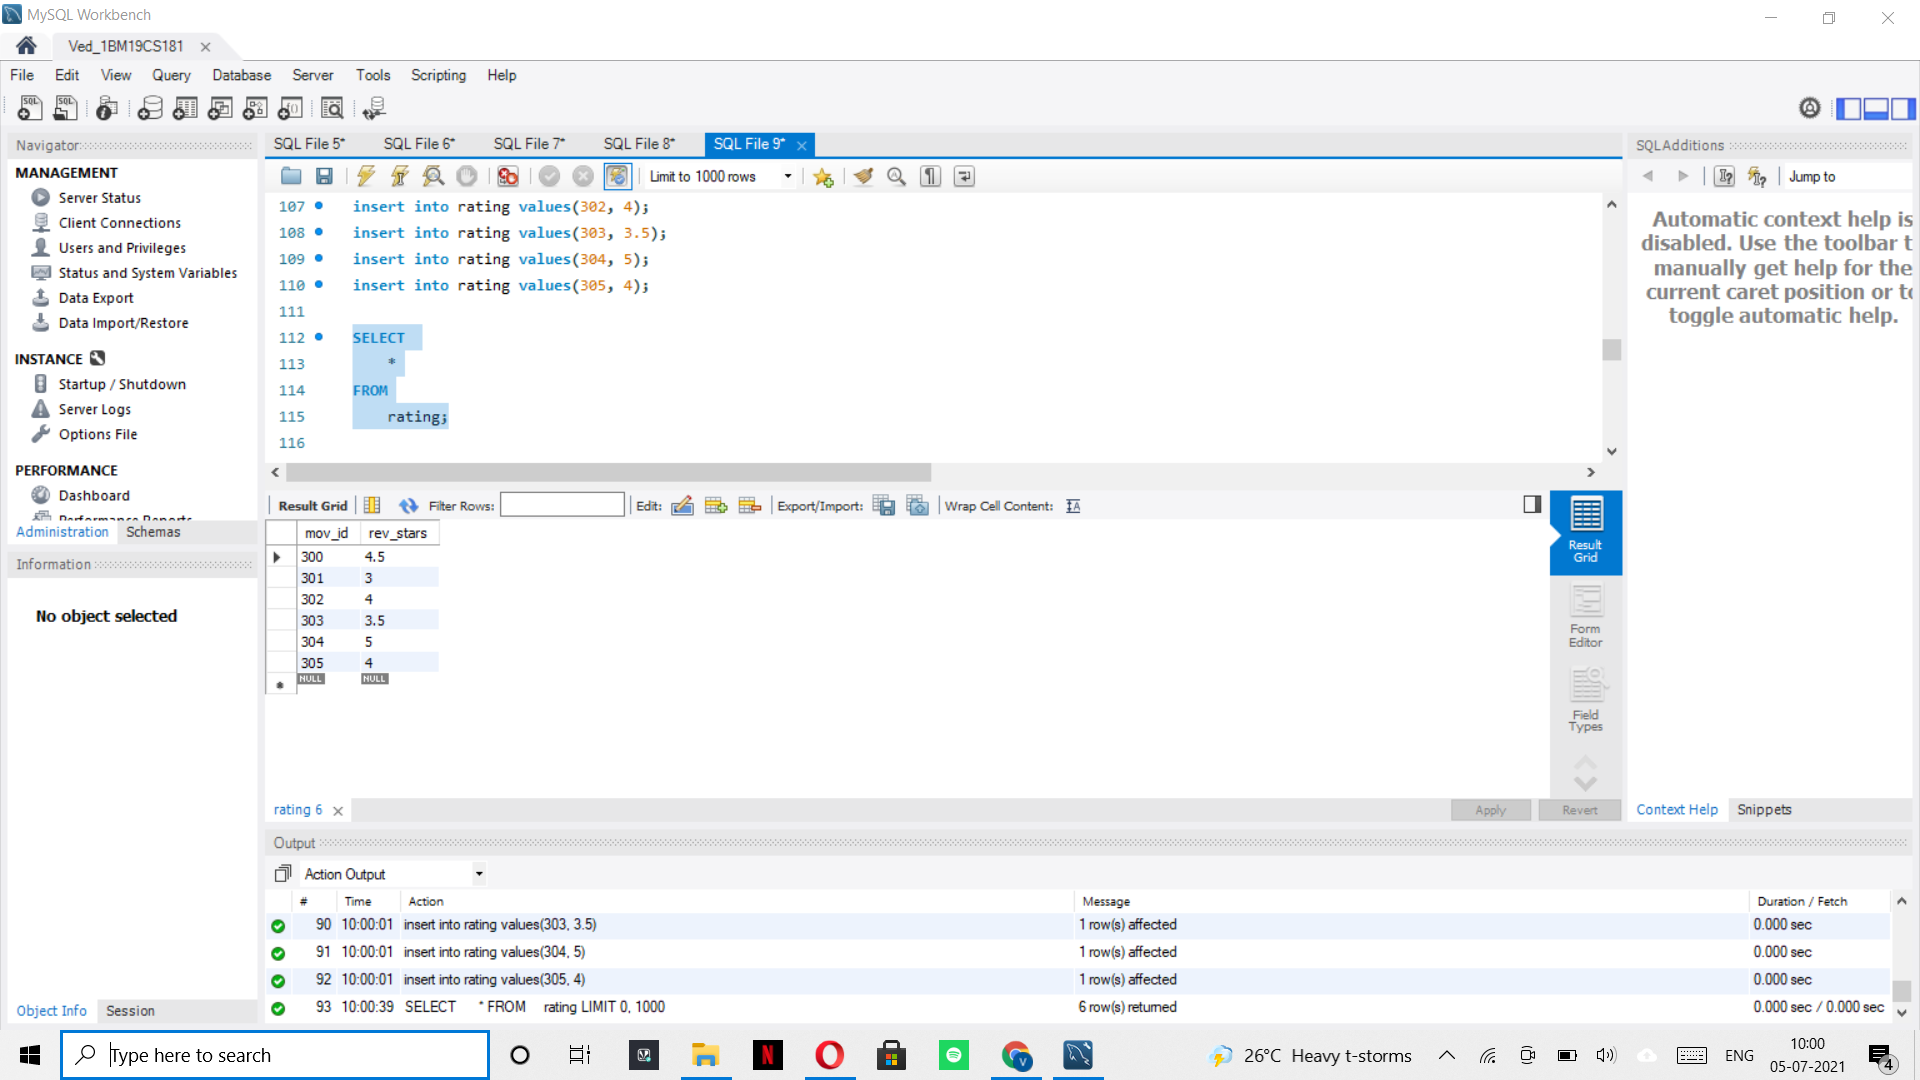 MySQL Workbench
Ved_1BM19CS181
File Edit View Query Database Server Tools Scripting Help
Navigator
MANAGEMENT
Server Status
Client Connections
Users and Privileges
Status and System Variables
Data Export
Data Import/Restore
INSTANCE
Startup / Shutdown
Server Logs
Options File
PERFORMANCE
Dashboard
Performance Reports
Administration Schemas
Information
No object selected
Object Info Session
SQL File 5* SQL File 6* SQL File 7* SQL File 8* SQL File 9*
Limit to 1000 rows
107 insert into rating values(302, 4);
108 insert into rating values(303, 3.5);
109 insert into rating values(304, 5);
110 insert into rating values(305, 4);
111
112 SELECT
113 *
114 FROM
115 rating;
116
Result Grid Filter Rows: Edit: Export/Import: Wrap Cell Content:
mov_id rev_stars
300 4.5
301 3
302 4
303 3.5
304 5
305 4
NULL NULL
Result
Grid
Form
Editor
Field
Types
rating 6
Apply Revert
SQLAdditions
Jump to
Automatic context help is
disabled. Use the toolbar t
manually get help for the
current caret position or to
toggle automatic help.
Context Help Snippets
Output
Action Output
# Time Action Message Duration / Fetch
90 10:00:01 insert into rating values(303, 3.5) 1 row(s) affected 0.000 sec
91 10:00:01 insert into rating values(304, 5) 1 row(s) affected 0.000 sec
92 10:00:01 insert into rating values(305, 4) 1 row(s) affected 0.000 sec
93 10:00:39 SELECT * FROM rating LIMIT 0, 1000 6 row(s) returned 0.000 sec / 0.000 sec
Type here to search
26°C Heavy t-storms
ENG
10:00
05-07-2021
4